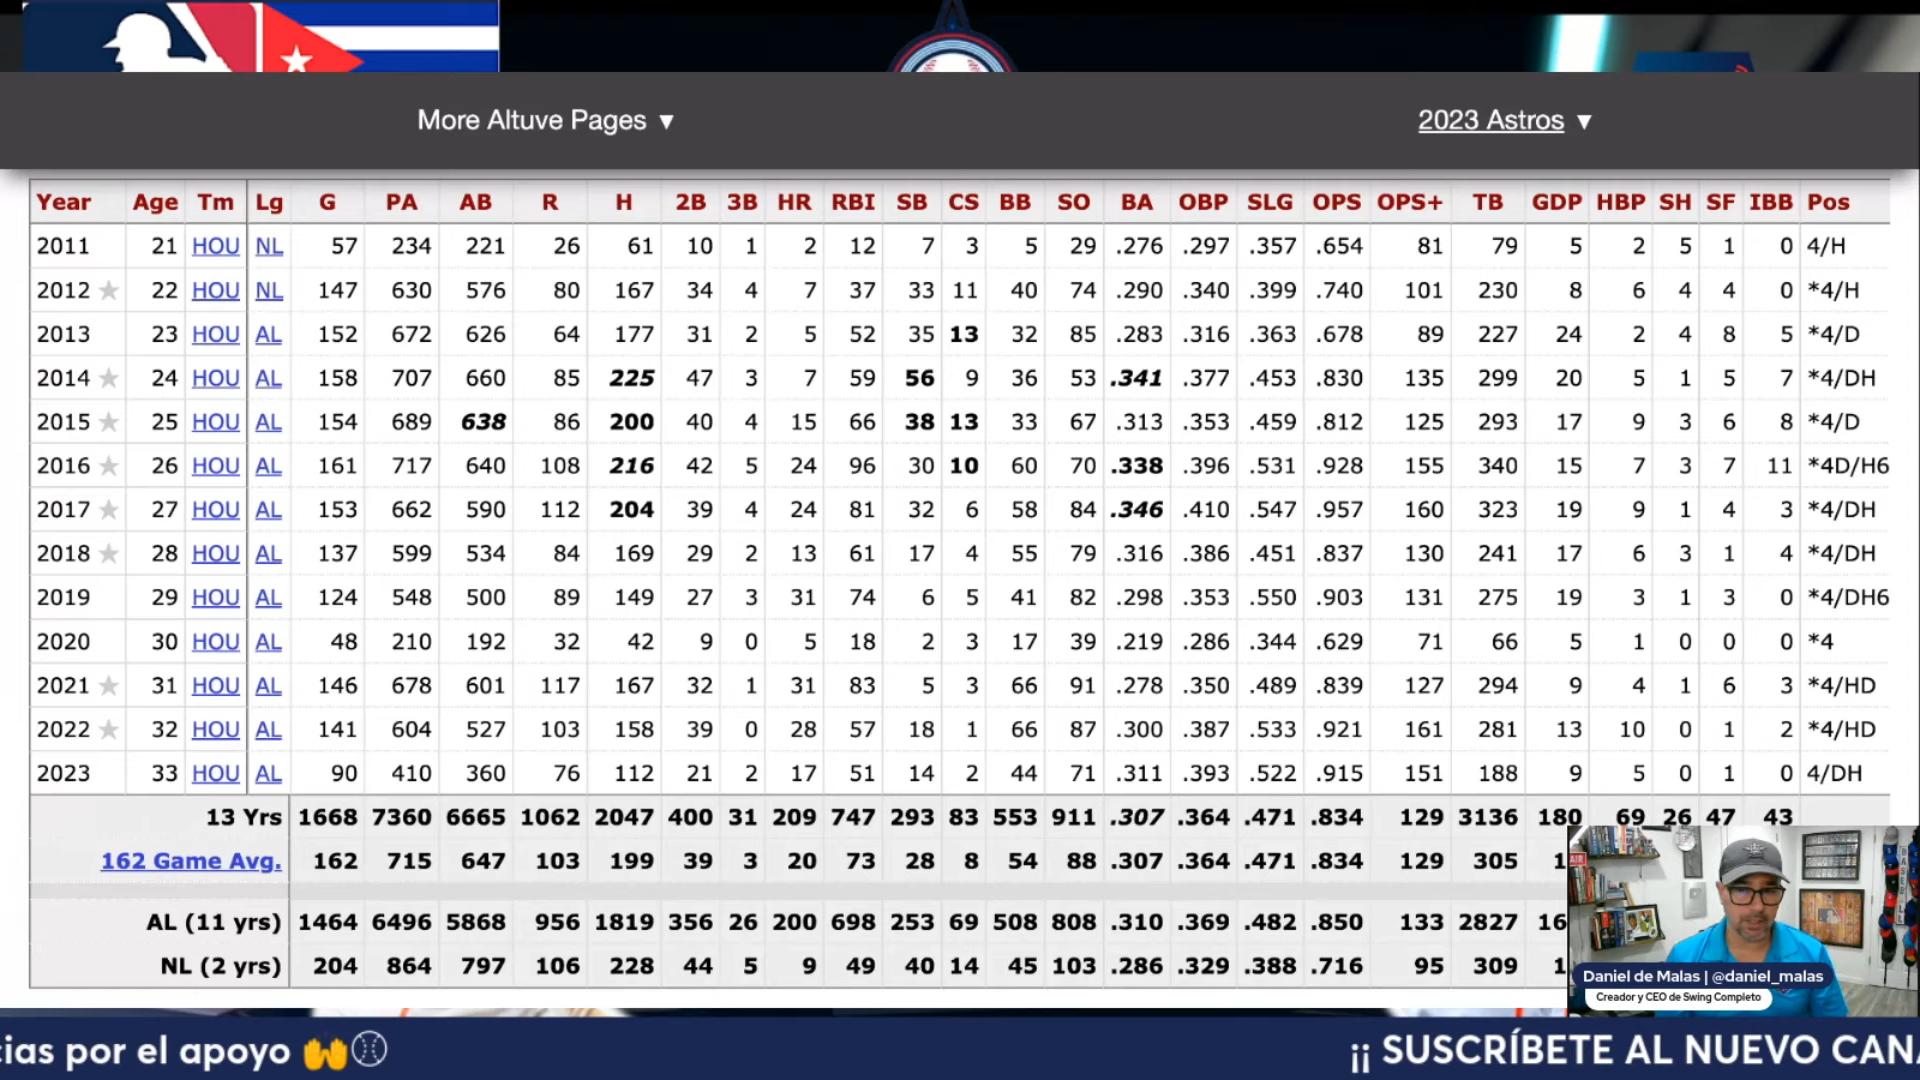 More Altuve Pages ▼ 2023 Astros ▼
Year Age Tm Lg G PA AB R H 2B 3B HR RBI SB CS BB SO BA OBP SLG OPS OPS+ TB GDP HBP SH SF IBB Pos
2011 21 HOU NL 57 234 221 26 61 10 1 2 12 7 3 5 29 .276 .297 .357 .654 81 79 5 2 5 1 0 4/H
2012 ★ 22 HOU NL 147 630 576 80 167 34 4 7 37 33 11 40 74 .290 .340 .399 .740 101 230 8 6 4 4 0 *4/H
2013 23 HOU AL 152 672 626 64 177 31 2 5 52 35 13 32 85 .283 .316 .363 .678 89 227 24 2 4 8 5 *4/D
2014 ★ 24 HOU AL 158 707 660 85 225 47 3 7 59 56 9 36 53 .341 .377 .453 .830 135 299 20 5 1 5 7 *4/DH
2015 ★ 25 HOU AL 154 689 638 86 200 40 4 15 66 38 13 33 67 .313 .353 .459 .812 125 293 17 9 3 6 8 *4/D
2016 ★ 26 HOU AL 161 717 640 108 216 42 5 24 96 30 10 60 70 .338 .396 .531 .928 155 340 15 7 3 7 11 *4D/H6
2017 ★ 27 HOU AL 153 662 590 112 204 39 4 24 81 32 6 58 84 .346 .410 .547 .957 160 323 19 9 1 4 3 *4/DH
2018 ★ 28 HOU AL 137 599 534 84 169 29 2 13 61 17 4 55 79 .316 .386 .451 .837 130 241 17 6 3 1 4 *4/DH
2019 29 HOU AL 124 548 500 89 149 27 3 31 74 6 5 41 82 .298 .353 .550 .903 131 275 19 3 1 3 0 *4/DH6
2020 30 HOU AL 48 210 192 32 42 9 0 5 18 2 3 17 39 .219 .286 .344 .629 71 66 5 1 0 0 0 *4
2021 ★ 31 HOU AL 146 678 601 117 167 32 1 31 83 5 3 66 91 .278 .350 .489 .839 127 294 9 4 1 6 3 *4/HD
2022 ★ 32 HOU AL 141 604 527 103 158 39 0 28 57 18 1 66 87 .300 .387 .533 .921 161 281 13 10 0 1 2 *4/HD
2023 33 HOU AL 90 410 360 76 112 21 2 17 51 14 2 44 71 .311 .393 .522 .915 151 188 9 5 0 1 0 4/DH
13 Yrs 1668 7360 6665 1062 2047 400 31 209 747 293 83 553 911 .307 .364 .471 .834 129 3136 180 69 26 47 43
162 Game Avg. 162 715 647 103 199 39 3 20 73 28 8 54 88 .307 .364 .471 .834 129 305 1
AL (11 yrs) 1464 6496 5868 956 1819 356 26 200 698 253 69 508 808 .310 .369 .482 .850 133 2827 16
NL (2 yrs) 204 864 797 106 228 44 5 9 49 40 14 45 103 .286 .329 .388 .716 95 309 1
Daniel de Malas | @daniel_malas
Creador y CEO de Swing Completo
cias por el apoyo 🙌⚾ ¡¡ SUSCRÍBETE AL NUEVO CANA